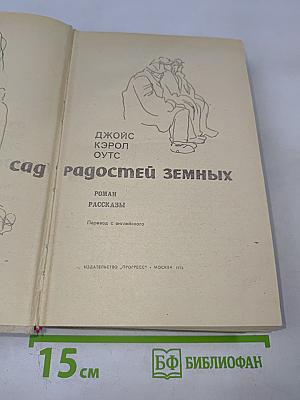 ДЖОЙС
КЭРОЛ
ОУТС
сад радостей земных
РОМАН
РАССКАЗЫ
Перевод с английского
ИЗДАТЕЛЬСТВО "ПРОГРЕСС" • МОСКВА
15 см
БФ БИБЛИОФАН